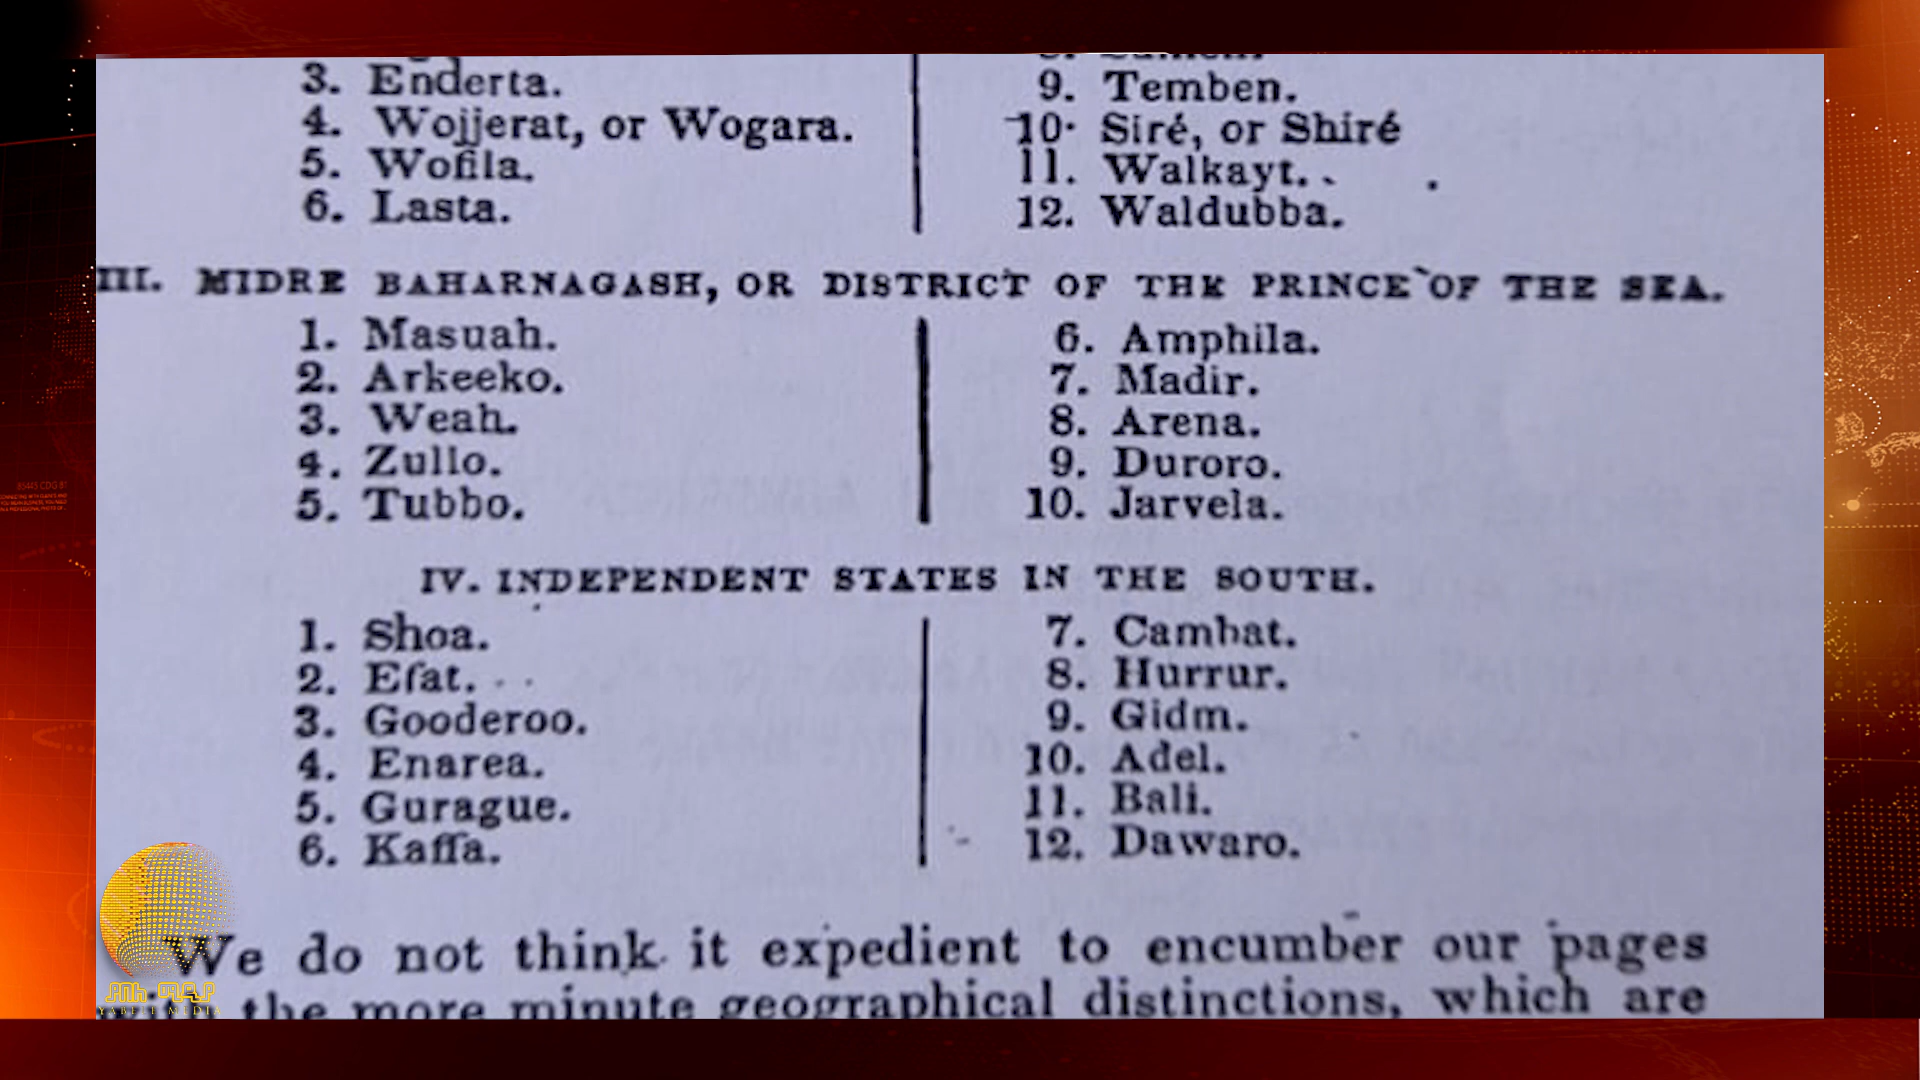 3. Enderta.
4. Wojjerat, or Wogara.
5. Wofila.
6. Lasta.
9. Temben.
10. Siré, or Shiré
11. Walkayt.
12. Waldubba.
III. MIDRE BAHARNAGASH, OR DISTRICT OF THE PRINCE OF THE SEA.
1. Masuah.
2. Arkeeko.
3. Weah.
4. Zullo.
5. Tubbo.
6. Amphila.
7. Madir.
8. Arena.
9. Duroro.
10. Jarvela.
IV. INDEPENDENT STATES IN THE SOUTH.
1. Shoa.
2. Efat.
3. Gooderoo.
4. Enarea.
5. Gurague.
6. Kaffa.
7. Cambat.
8. Hurrur.
9. Gidm.
10. Adel.
11. Bali.
12. Dawaro.
We do not think it expedient to encumber our pages
with the more minute geographical distinctions, which are
YABELE MEDIA